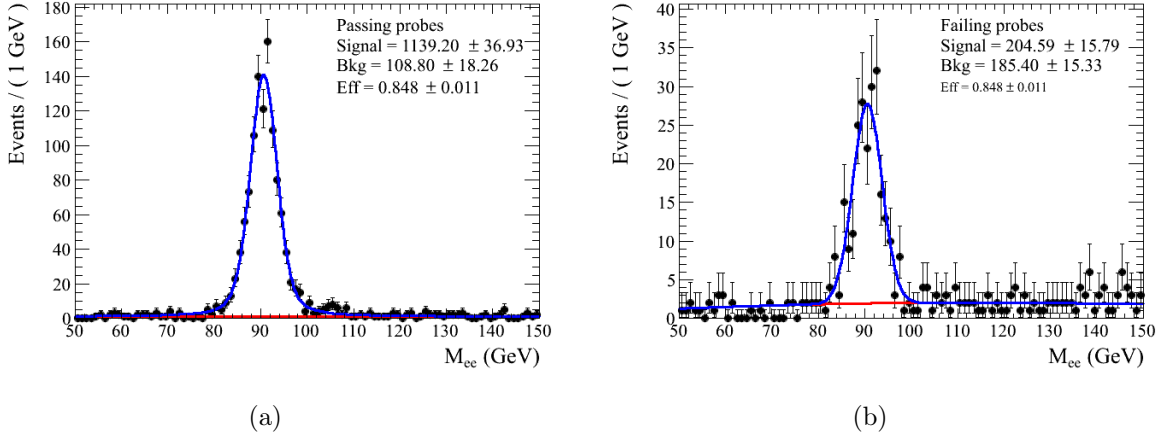 Events / ( 1 GeV )
180
160
140
120
100
80
60
40
20
0
Passing probes
Signal = 1139.20 ± 36.93
Bkg = 108.80 ± 18.26
Eff = 0.848 ± 0.011
50 60 70 80 90 100 110 120 130 140 150
M_ee (GeV)
(a)
Events / ( 1 GeV )
40
35
30
25
20
15
10
5
0
Failing probes
Signal = 204.59 ± 15.79
Bkg = 185.40 ± 15.33
Eff = 0.848 ± 0.011
50 60 70 80 90 100 110 120 130 140 150
M_ee (GeV)
(b)